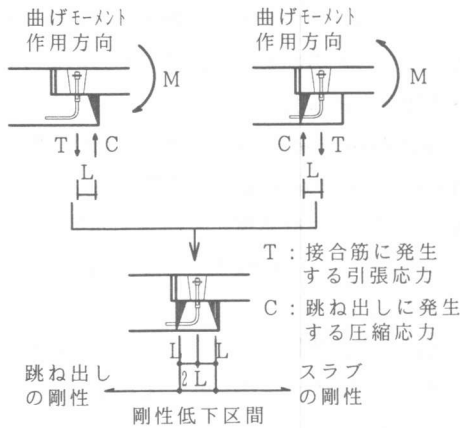 曲げモーメント
作用方向
M
T
C
L
曲げモーメント
作用方向
M
C
T
L
T：接合筋に発生
する引張応力
C：跳ね出しに発生
する圧縮応力
L
L
2L
跳ね出し
の剛性
スラブ
の剛性
剛性低下区間